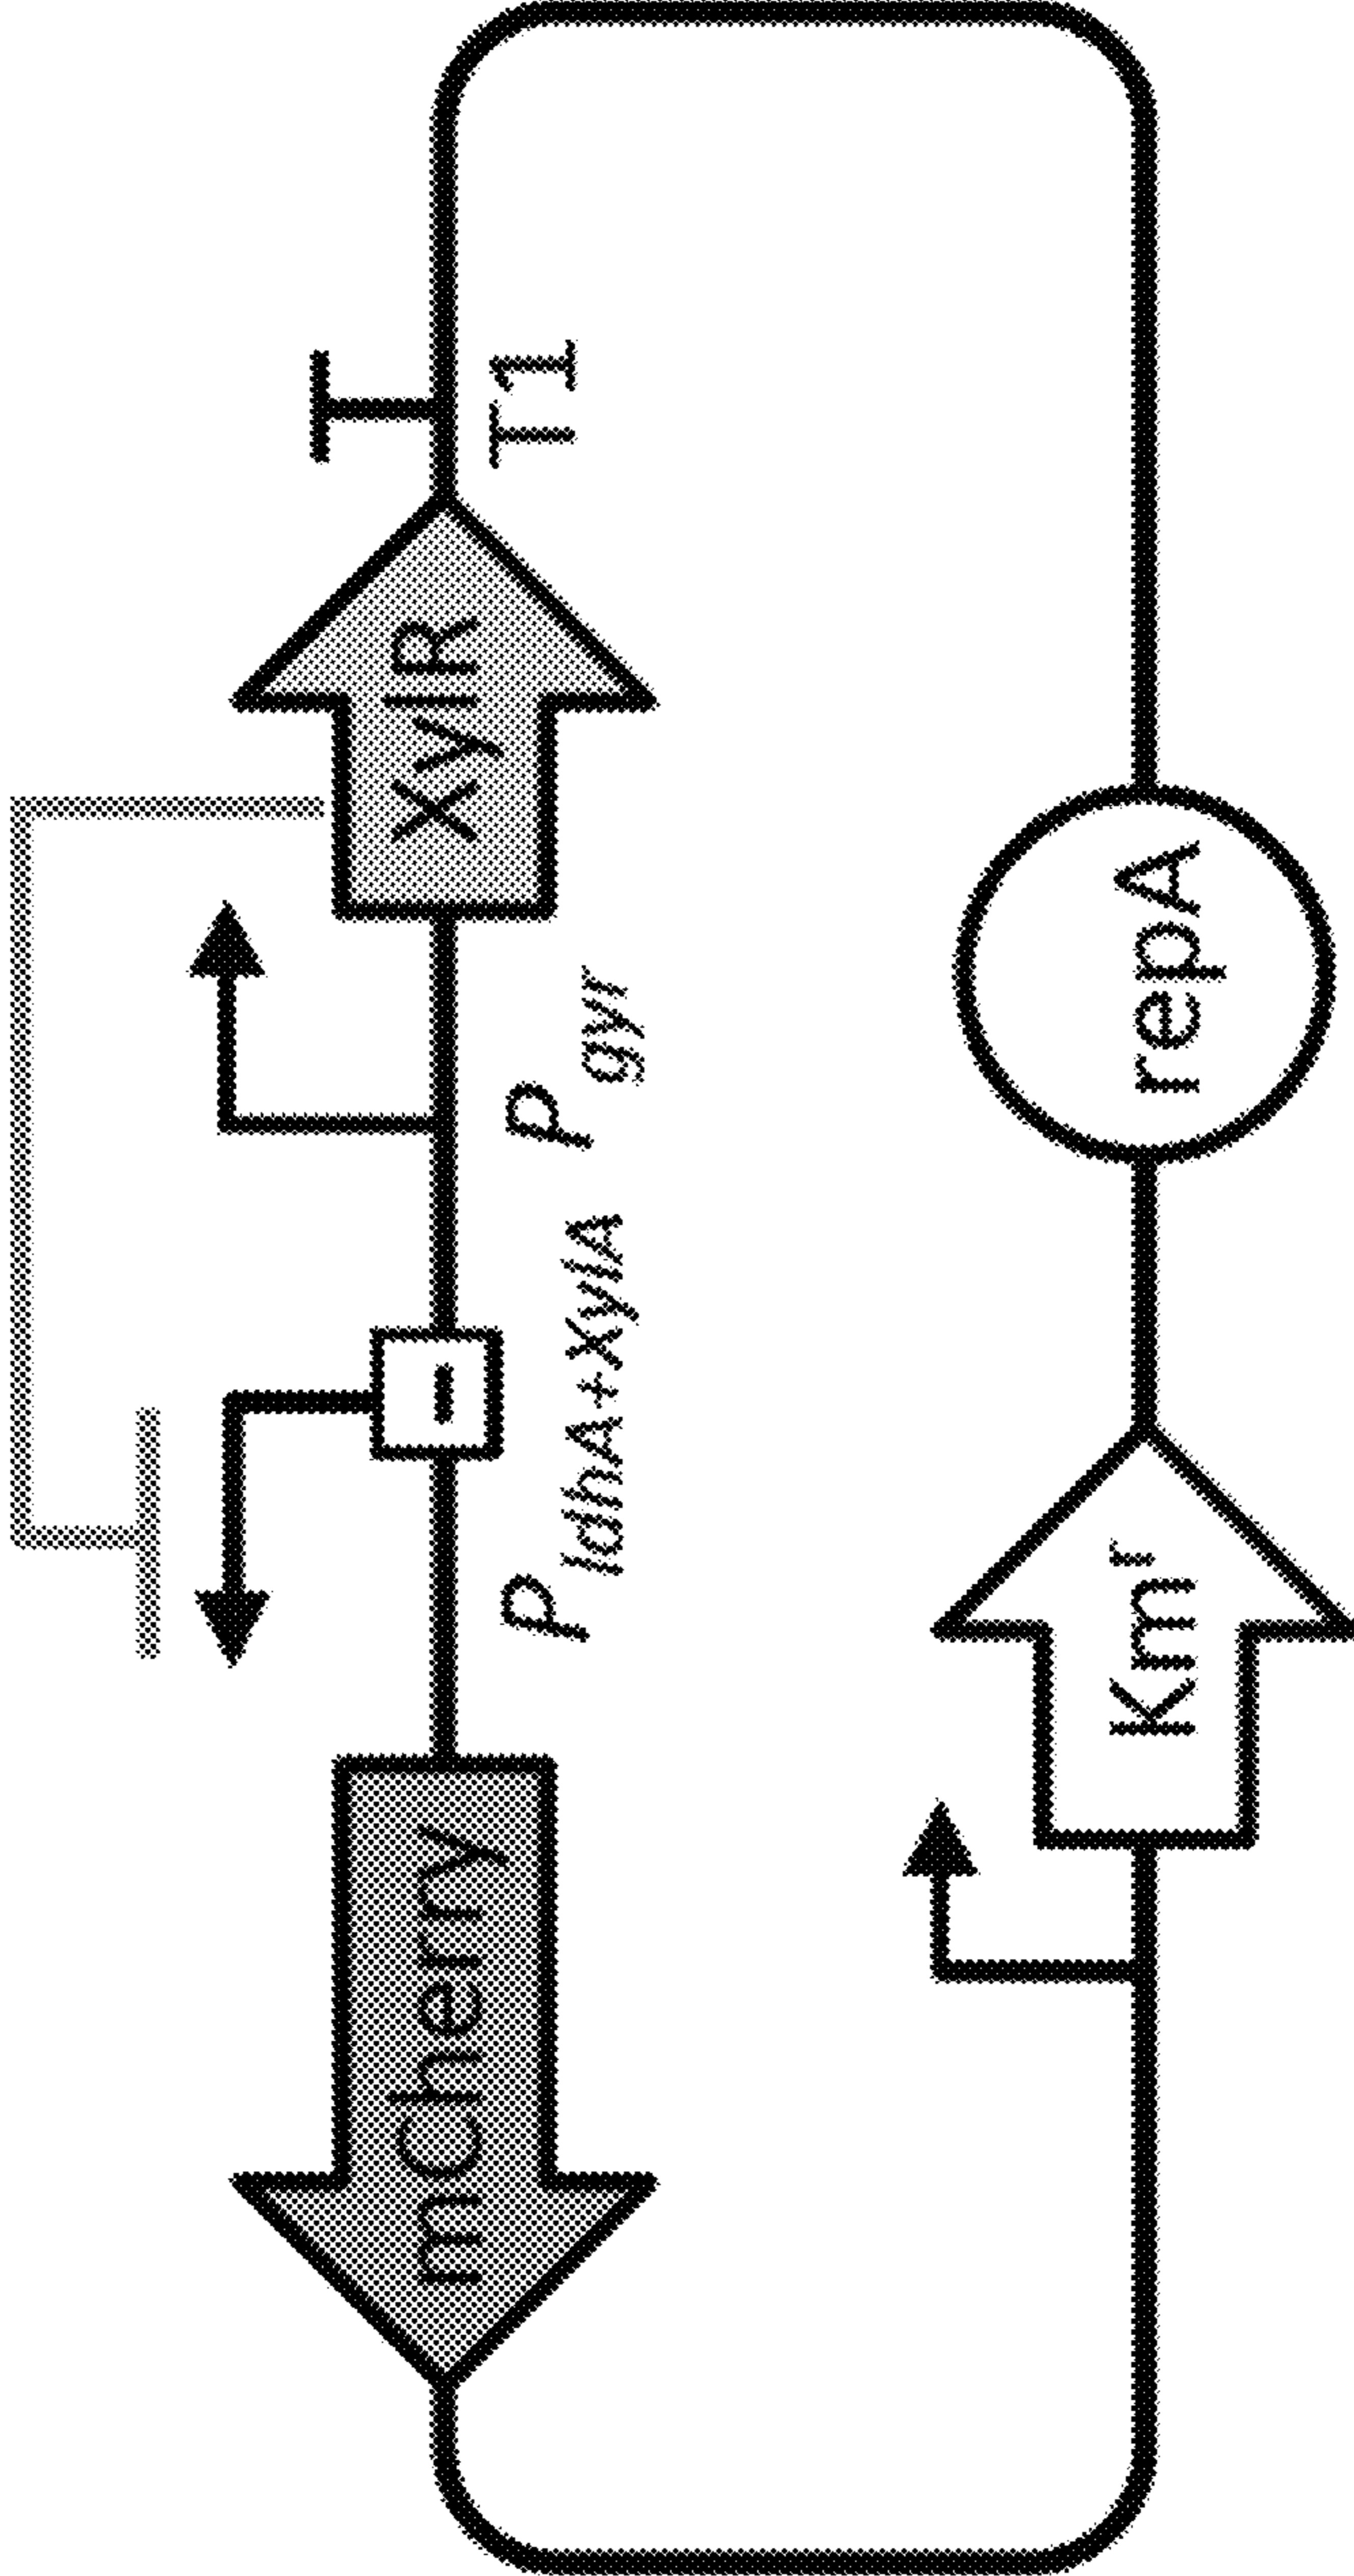 mCherry
XylR
P ldhA+XylA
P gyr
T1
Kmʳ
repA
-